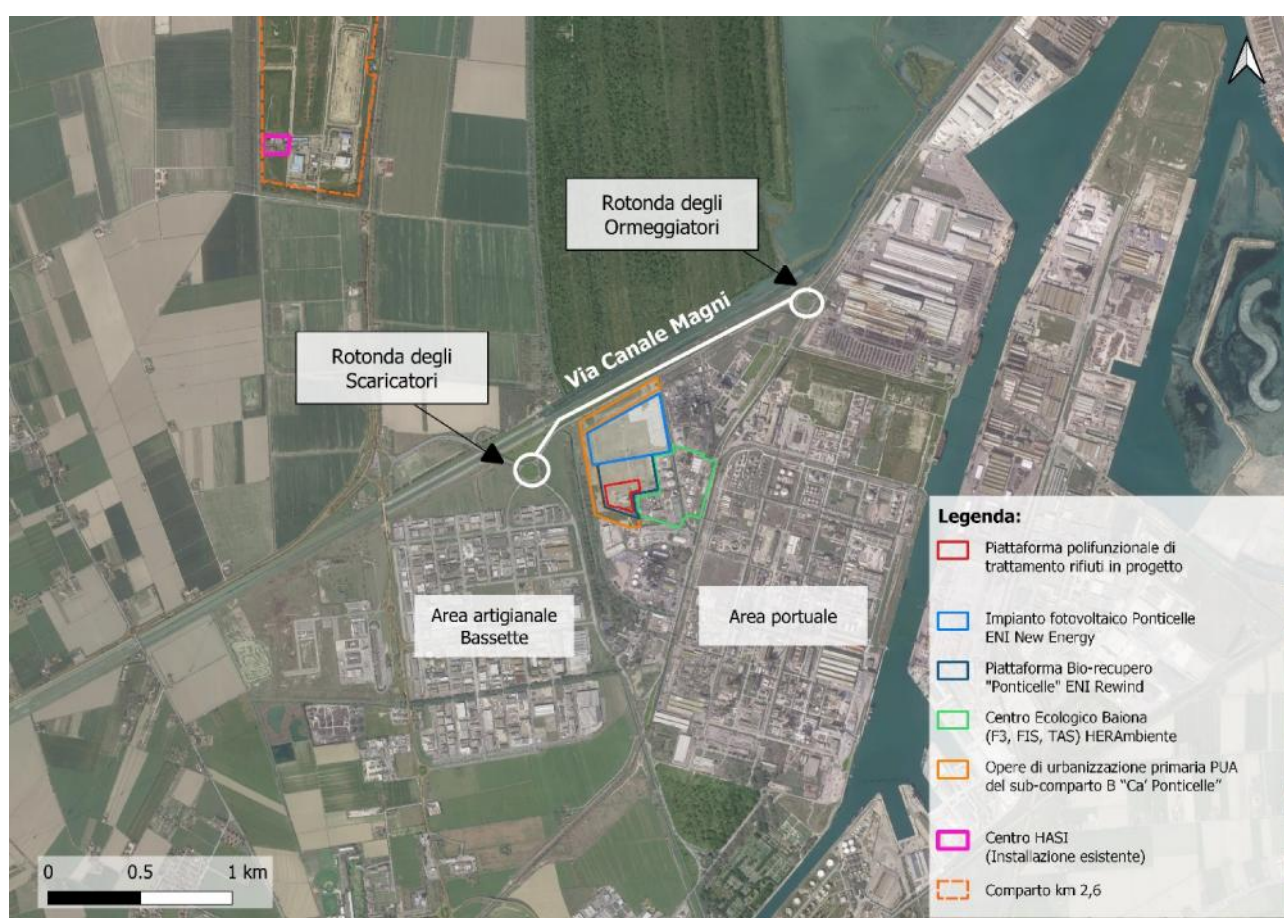 Rotonda degli
Ormeggiatori
Via Canale Magni
Rotonda degli
Scaricatori
Area artigianale
Bassette
Area portuale
Legenda:
Piattaforma polifunzionale di
trattamento rifiuti in progetto
Impianto fotovoltaico Ponticelle
ENI New Energy
Piattaforma Bio-recupero
"Ponticelle" ENI Rewind
Centro Ecologico Baiona
(F3, FIS, TAS) HERAmbiente
Opere di urbanizzazione primaria PUA
del sub-comparto B “Ca’ Ponticelle”
Centro HASI
(Installazione esistente)
Comparto km 2,6
0 0.5 1 km